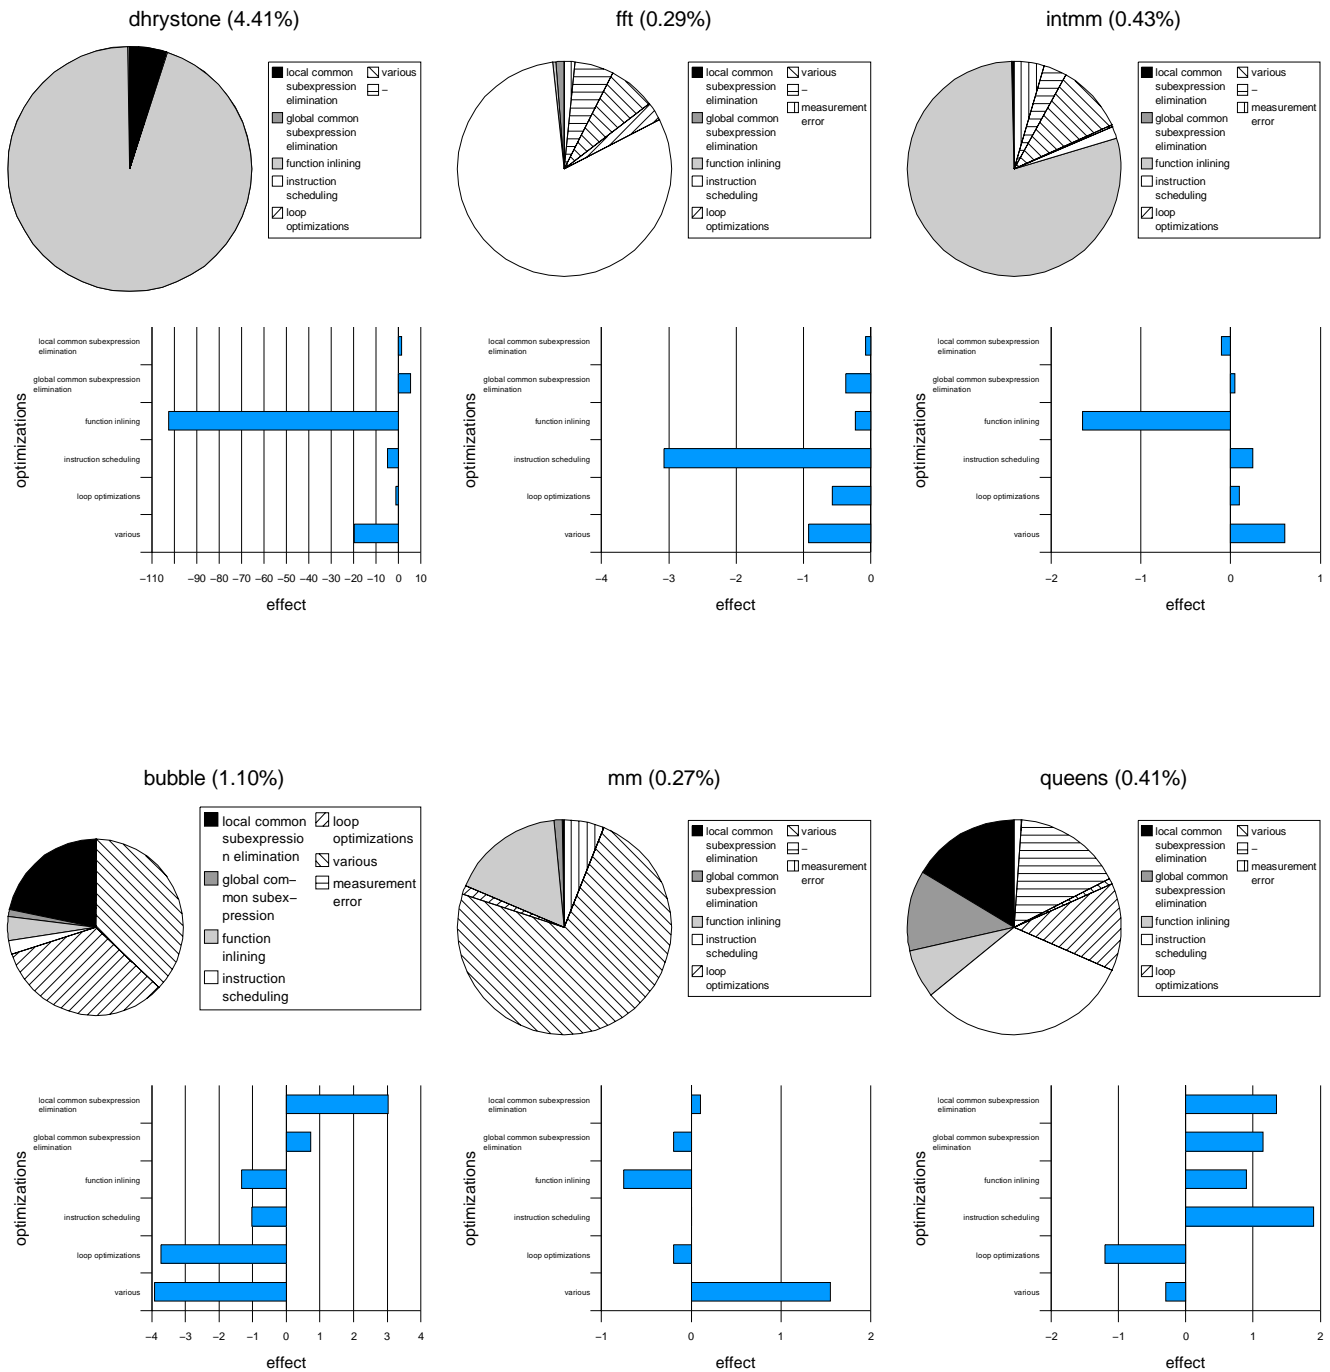 dhrystone (4.41%)
local common
subexpression
elimination
global common
subexpression
elimination
function inlining
instruction
scheduling
loop
optimizations
various
–
optimizations
local common subexpression
elimination
global common subexpression
elimination
function inlining
instruction scheduling
loop optimizations
various
–110 –90 –80 –70 –60 –50 –40 –30 –20 –10 0 10
effect
fft (0.29%)
local common
subexpression
elimination
global common
subexpression
elimination
function inlining
instruction
scheduling
loop
optimizations
various
–
measurement
error
optimizations
local common subexpression
elimination
global common subexpression
elimination
function inlining
instruction scheduling
loop optimizations
various
–4 –3 –2 –1 0
effect
intmm (0.43%)
local common
subexpression
elimination
global common
subexpression
elimination
function inlining
instruction
scheduling
loop
optimizations
various
–
measurement
error
optimizations
local common subexpression
elimination
global common subexpression
elimination
function inlining
instruction scheduling
loop optimizations
various
–2 –1 0 1
effect
bubble (1.10%)
local common
subexpressio
n elimination
global com–
mon subex–
pression
function
inlining
instruction
scheduling
loop
optimizations
various
measurement
error
optimizations
local common subexpression
elimination
global common subexpression
elimination
function inlining
instruction scheduling
loop optimizations
various
–4 –3 –2 –1 0 1 2 3 4
effect
mm (0.27%)
local common
subexpression
elimination
global common
subexpression
elimination
function inlining
instruction
scheduling
loop
optimizations
various
–
measurement
error
optimizations
local common subexpression
elimination
global common subexpression
elimination
function inlining
instruction scheduling
loop optimizations
various
–1 0 1 2
effect
queens (0.41%)
local common
subexpression
elimination
global common
subexpression
elimination
function inlining
instruction
scheduling
loop
optimizations
various
–
measurement
error
optimizations
local common subexpression
elimination
global common subexpression
elimination
function inlining
instruction scheduling
loop optimizations
various
–2 –1 0 1 2
effect